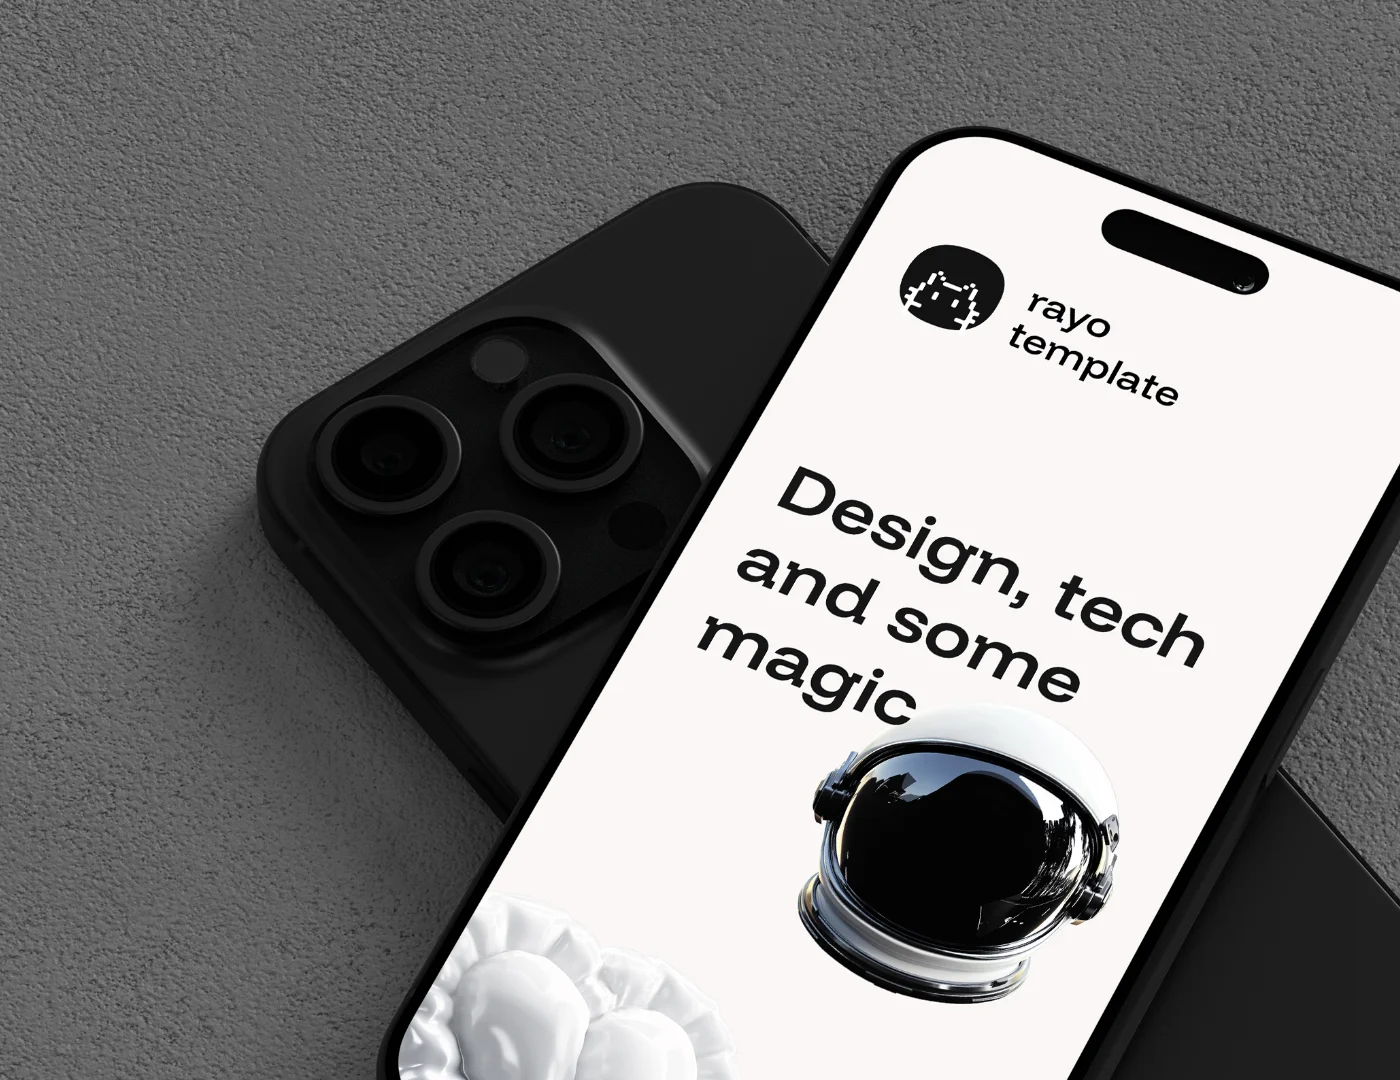 rayo
template
Design, tech
and some
magic